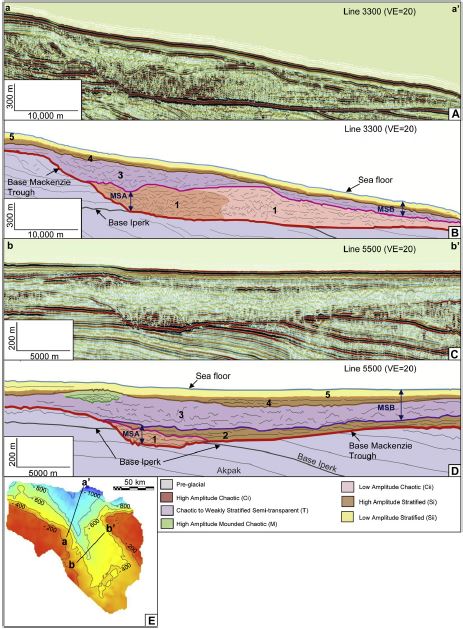 a Line 3300 (VE=20) a'
300 m
10,000 m
A
Line 3300 (VE=20)
5
4
3
Base Mackenzie
Trough
MSA
1
1
Sea floor
MSB
Base Iperk
300 m
10,000 m
B
b Line 5500 (VE=20) b'
200 m
5000 m
C
Line 5500 (VE=20)
Sea floor
5
4
3
MSB
MSA
1
2
Base Mackenzie
Trough
Base Iperk
Base Iperk
Akpak
200 m
5000 m
D
50 km
a'
b'
a
b
E
Pre-glacial
High Amplitude Chaotic (Ci)
Chaotic to Weakly Stratified Semi-transparent (T)
High Amplitude Mounded Chaotic (M)
Low Amplitude Chaotic (Cii)
High Amplitude Stratified (Si)
Low Amplitude Stratified (Sii)